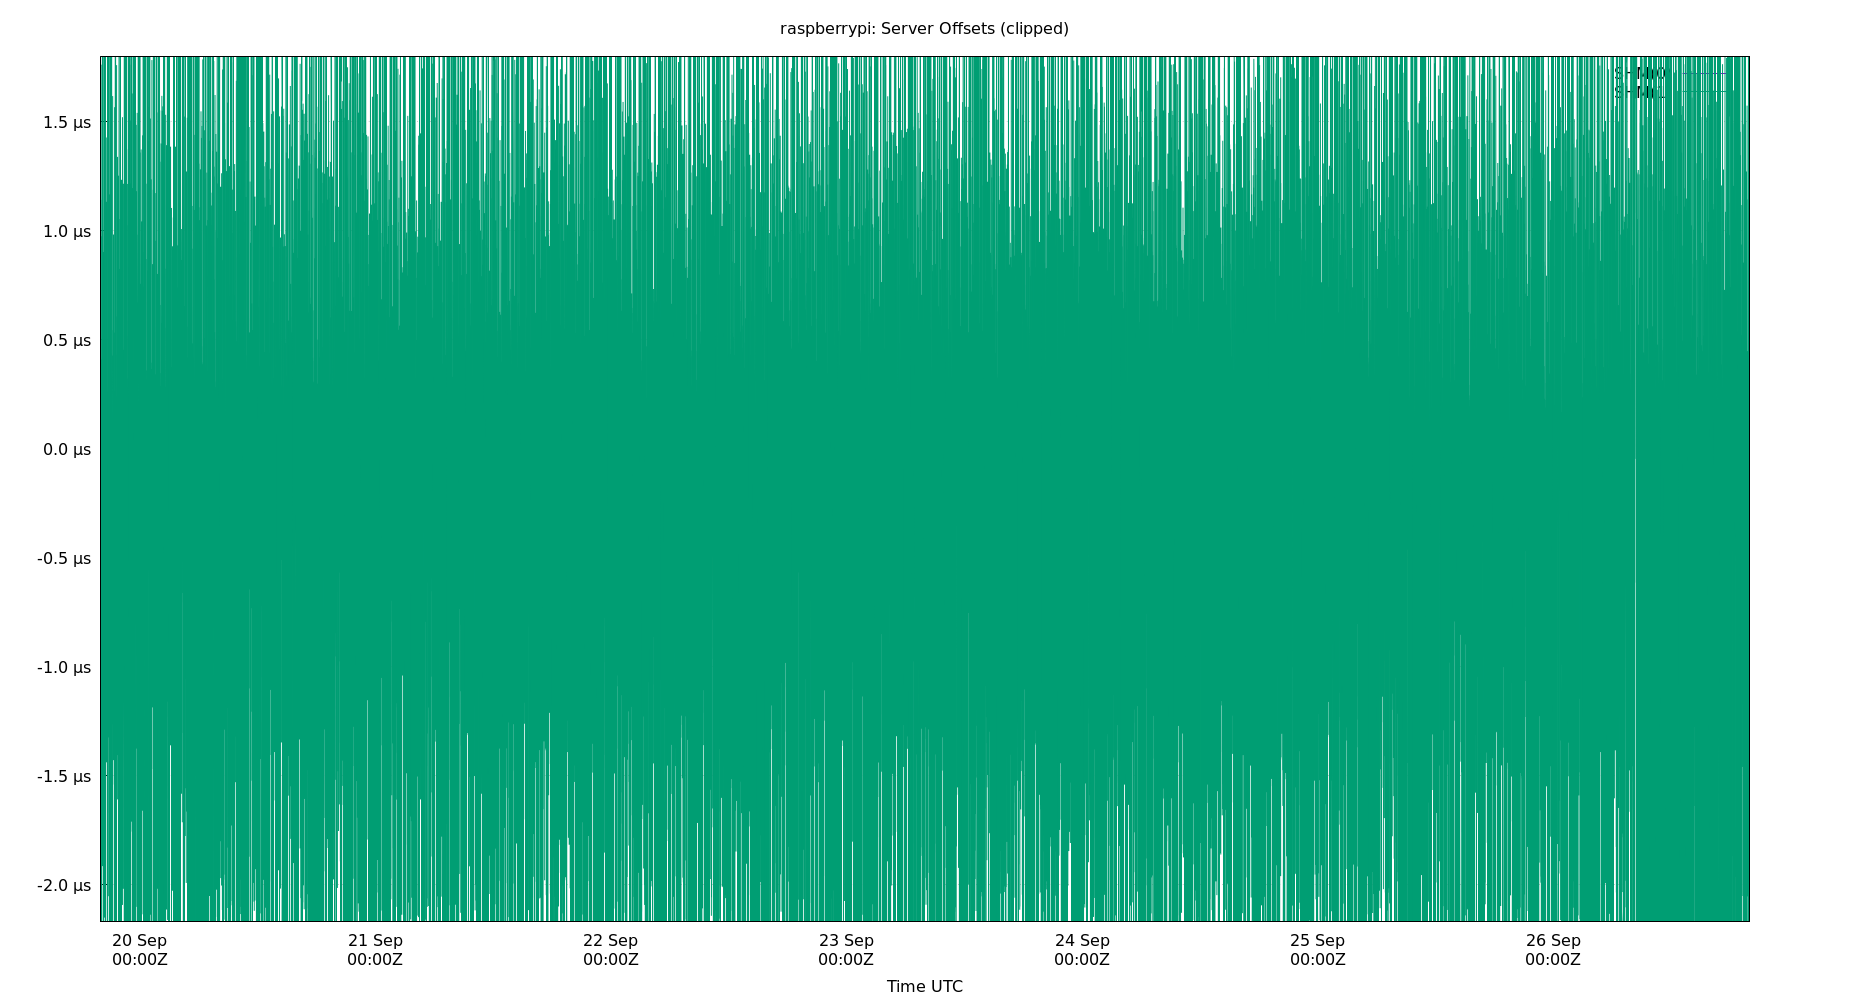 raspberrypi: Server Offsets (clipped)
1.5 µs
1.0 µs
0.5 µs
0.0 µs
-0.5 µs
-1.0 µs
-1.5 µs
-2.0 µs
20 Sep
00:00Z
21 Sep
00:00Z
22 Sep
00:00Z
23 Sep
00:00Z
24 Sep
00:00Z
25 Sep
00:00Z
26 Sep
00:00Z
Time UTC